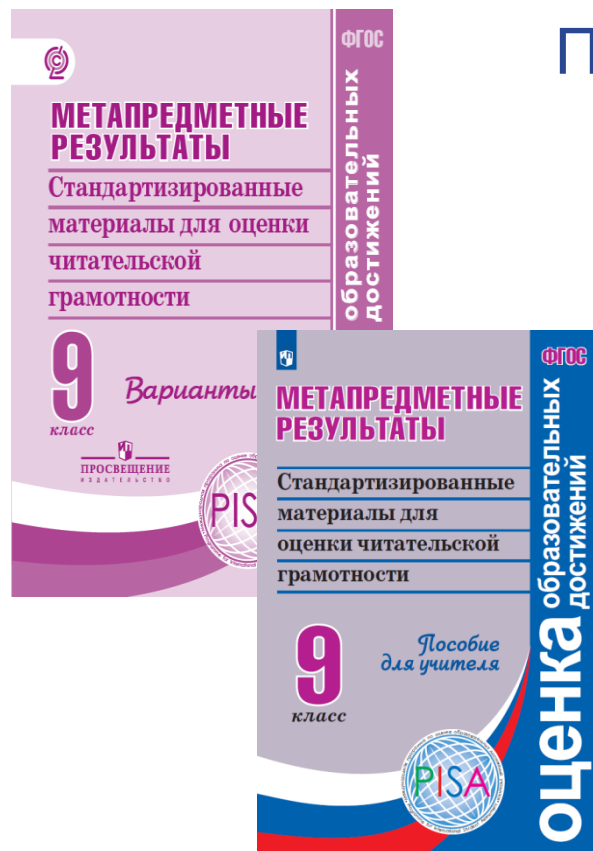 П
ФГОС
МЕТАПРЕДМЕТНЫЕ
РЕЗУЛЬТАТЫ
Стандартизированные
материалы для оценки
читательской
грамотности
образовательных
достижений
9
класс
Варианты
ПРОСВЕЩЕНИЕ
ИЗДАТЕЛЬСТВО
PIS
ФГОС
МЕТАПРЕДМЕТНЫЕ
РЕЗУЛЬТАТЫ
Стандартизированные
материалы для
оценки читательской
грамотности
9
класс
Пособие
для учителя
PISA
оценка
образовательных
достижений